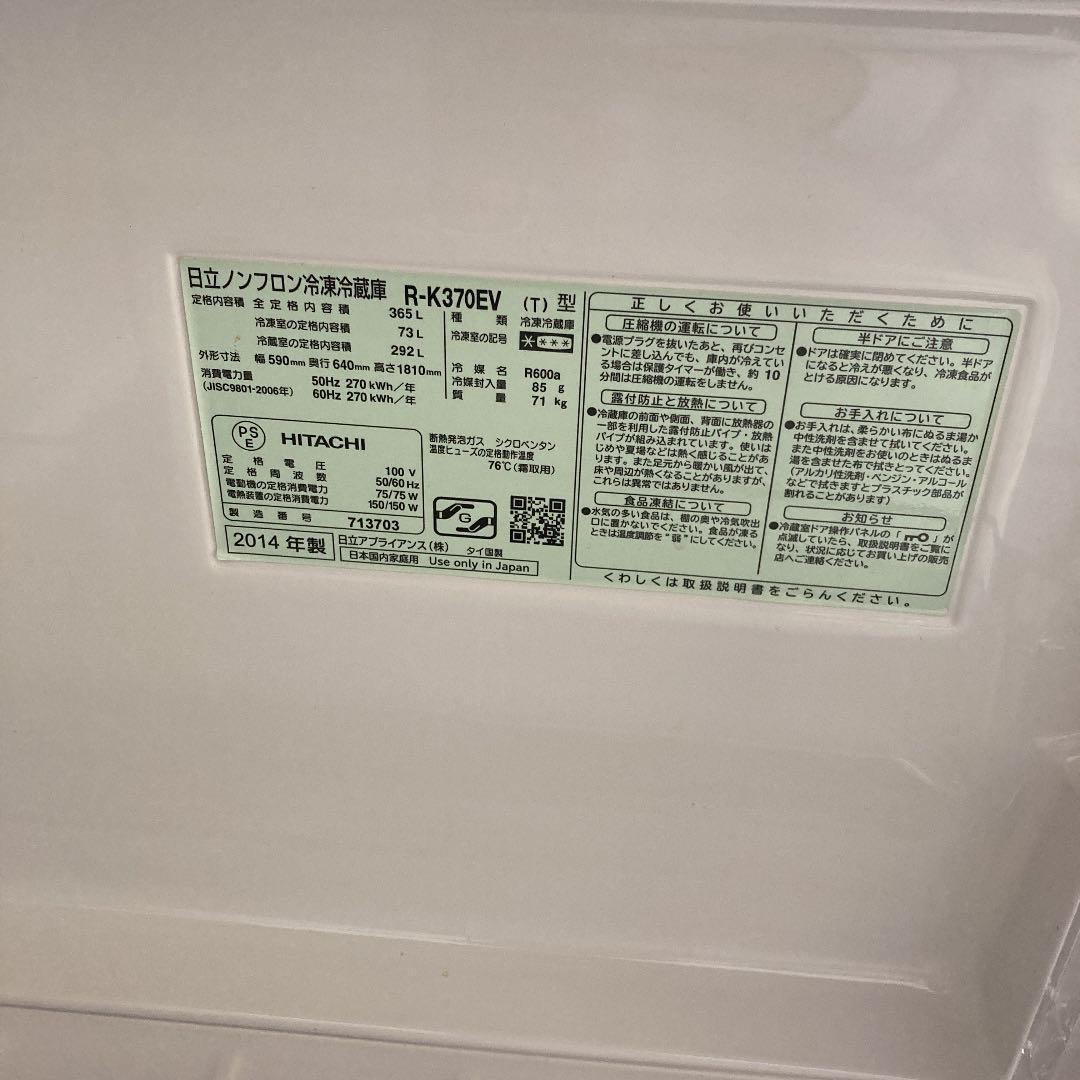 日立ノンフロン冷凍冷蔵庫 R-K370EV (T) 型
定格内容積 全定格内容積 365 L
冷凍室の定格内容積 73 L
冷蔵室の定格内容積 292 L
外形寸法 幅 590mm 奥行 640mm 高さ 1810mm
消費電力量 50Hz 270 kWh/年
(JISC9801-2006年) 60Hz 270 kWh/年
種類 冷凍冷蔵庫
冷凍室の記号 ****
冷媒名 R600a
冷媒封入量 85 g
質量 71 kg
PS
E
HITACHI
定格電圧 100 V
定格周波数 50/60 Hz
電動機の定格消費電力 75/75 W
電熱装置の定格消費電力 150/150 W
製造番号 713703
断熱発泡ガス シクロペンタン
温度ヒューズの定格動作温度
76℃(霜取用)
G
2014 年製
日立アプライアンス(株) タイ国製
日本国内家庭用 Use only in Japan
正しくお使いいただくために
圧縮機の運転について
●電源プラグを抜いたあと、再びコンセ
ントに差し込んでも、庫内が冷えてい
る場合は保護タイマーが働き、約 10
分間は圧縮機の運転をしません。
露付防止と放熱について
●冷蔵庫の前面や側面、背面に放熱器の
一部を利用した露付防止パイプ・放熱
パイプが組み込まれています。使いは
じめや夏場などは熱く感じることがあ
ります。また足元から暖かい風が出て、
床や周辺が熱くなることがありますが、
これらは異常ではありません。
食品凍結について
●水気の多い食品は、棚の奥や冷気吹出
口に置かないでください。食品が凍る
ときは温度調節を“弱”にしてください。
半ドアにご注意
●ドアは確実に閉めてください。半ドア
になると冷えが悪くなり、冷凍食品が
とける原因になります。
お手入れについて
●お手入れは、柔らかい布にぬるま湯か
中性洗剤を含ませて拭いてください。
また中性洗剤をお使いのときはぬるま
湯を含ませた布で拭きとってください。
(アルカリ性洗剤・ベンジン・アルコール
などで拭きますとプラスチック部品が
割れることがあります)
お知らせ
●冷蔵室ドア操作パネルの「 」が
点滅していたら、取扱説明書をご覧に
なり、状況に応じてお買い上げの販売
店へご連絡ください。
くわしくは取扱説明書をごらんください。